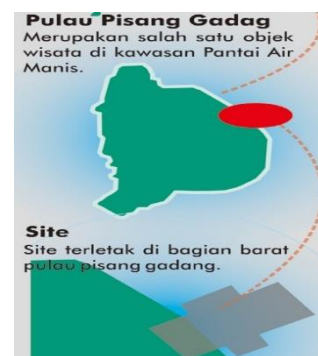 Pulau Pisang Gadag
Merupakan salah satu objek
wisata di kawasan Pantai Air
Manis.
Site
Site terletak di bagian barat
pulau pisang gadang.